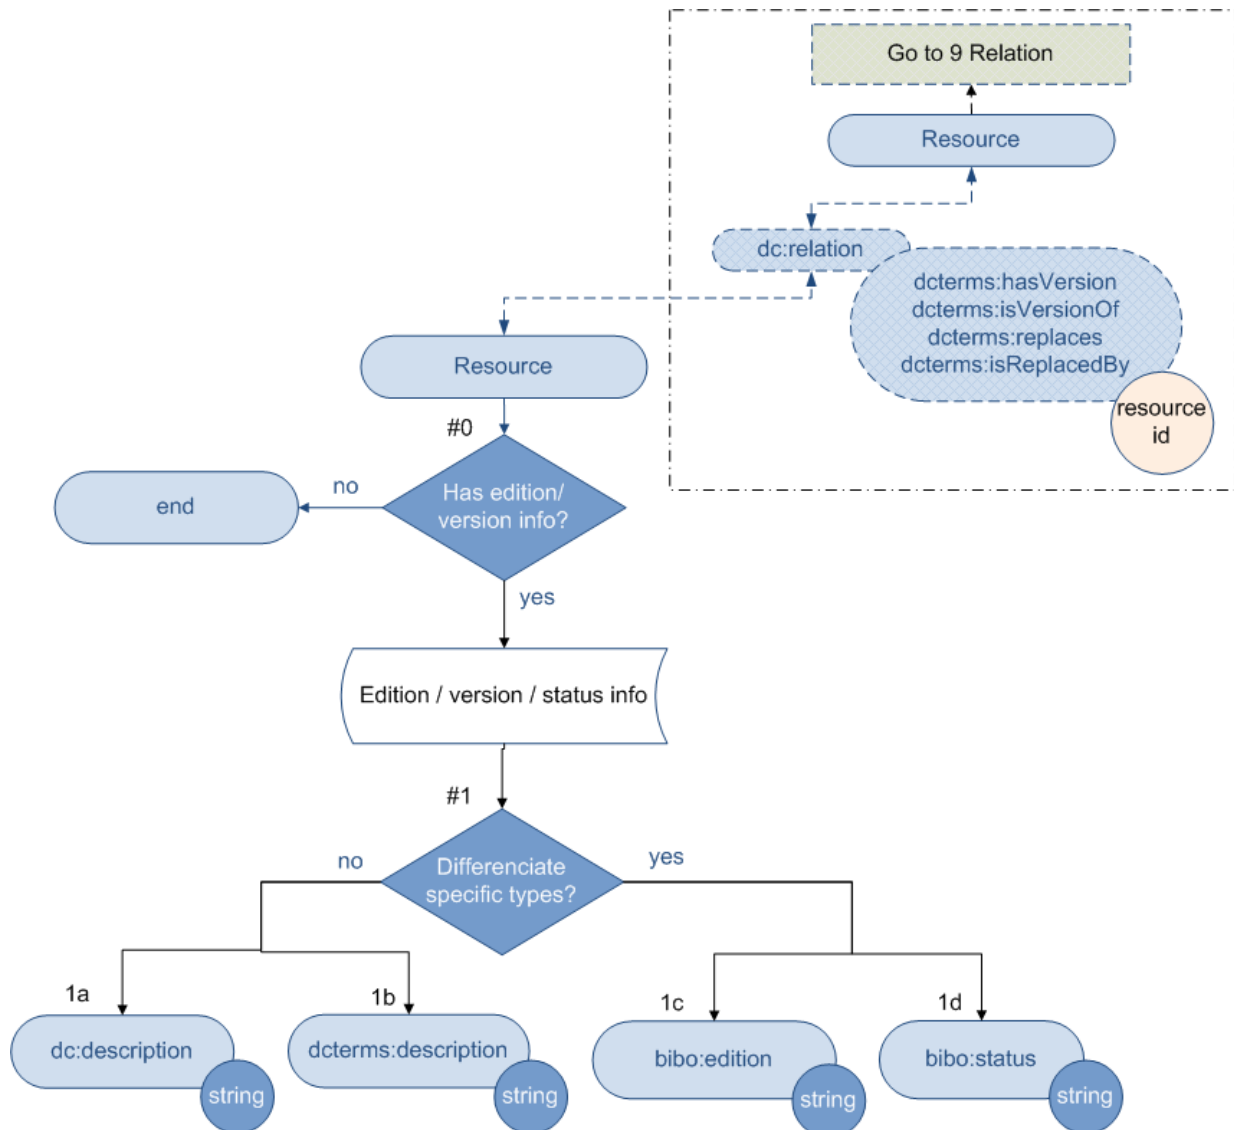 Go to 9 Relation
Resource
dc:relation
dcterms:hasVersion
dcterms:isVersionOf
dcterms:replaces
dcterms:isReplacedBy
resource
id
Resource
#0
Has edition/
version info?
no
end
yes
Edition / version / status info
#1
Differenciate
specific types?
no
yes
1a
dc:description
string
1b
dcterms:description
string
1c
bibo:edition
string
1d
bibo:status
string